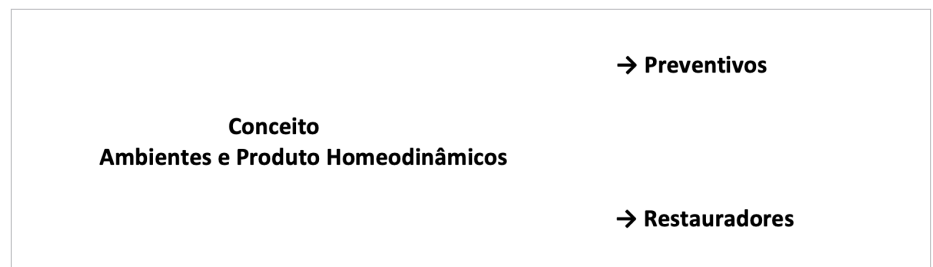 → Preventivos
Conceito
Ambientes e Produto Homeodinâmicos
→ Restauradores